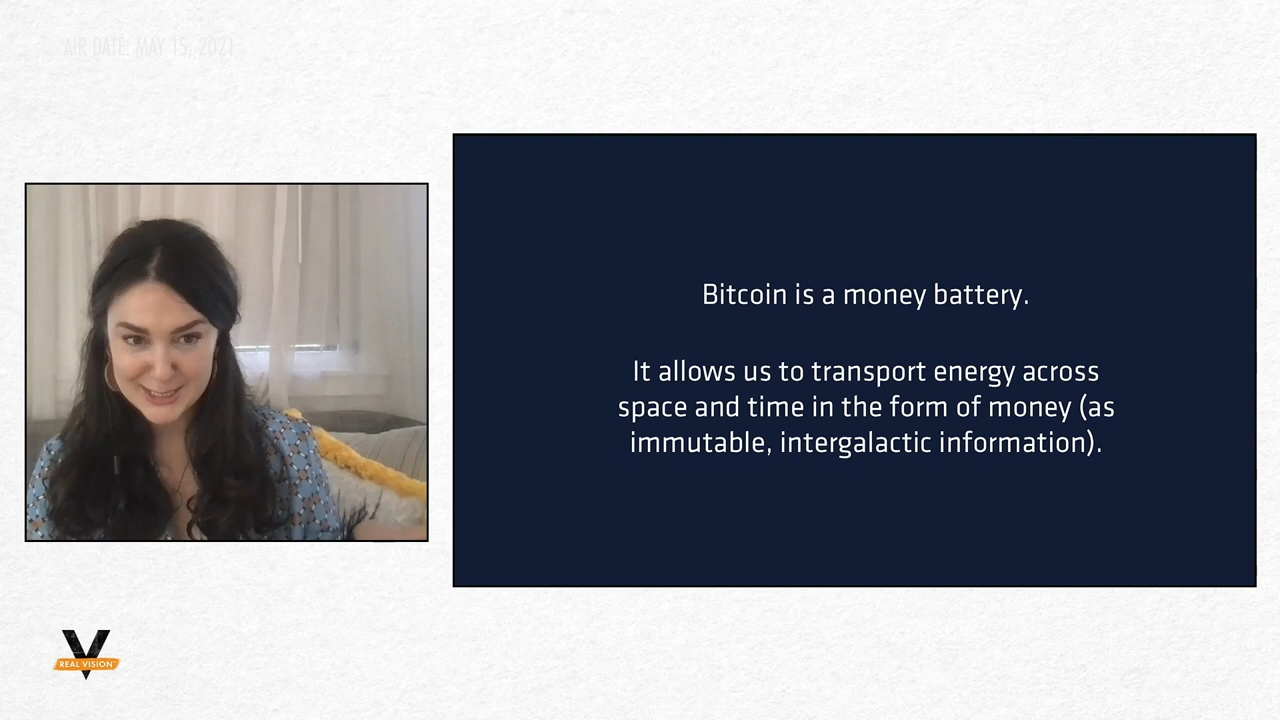 AIR DATE: MAY 15, 2021
Bitcoin is a money battery.
It allows us to transport energy across
space and time in the form of money (as
immutable, intergalactic information).
V
REAL VISION™